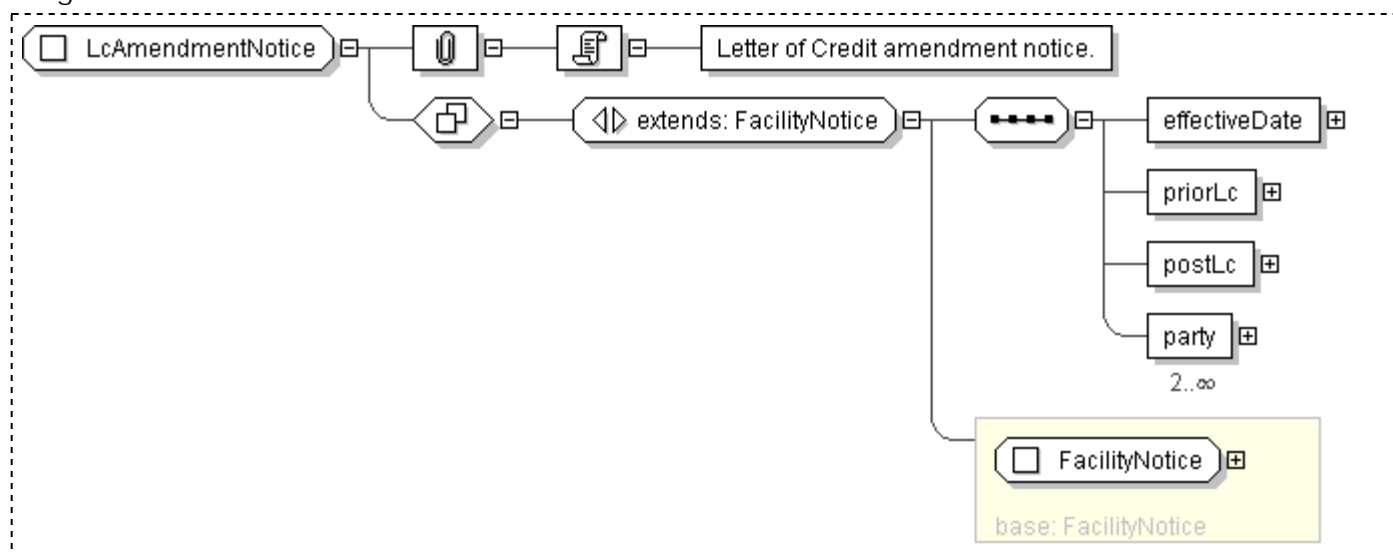 LcAmendmentNotice
Letter of Credit amendment notice.
extends: FacilityNotice
effectiveDate
priorLc
postLc
party
2..∞
FacilityNotice
base: FacilityNotice